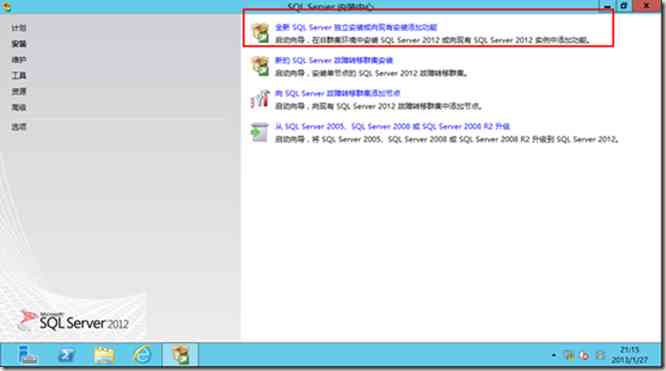 SQL Server 安装中心
计划
安装
维护
工具
资源
高级
选项
全新 SQL Server 独立安装或向现有安装添加功能
启动向导，在非群集环境中安装 SQL Server 2012 或向现有 SQL Server 2012 实例中添加功能。
新的 SQL Server 故障转移群集安装
启动向导，安装单节点的 SQL Server 2012 故障转移群集。
向 SQL Server 故障转移群集添加节点
启动向导，向现有 SQL Server 2012 故障转移群集中添加节点。
从 SQL Server 2005、SQL Server 2008 或 SQL Server 2008 R2 升级
启动向导，将 SQL Server 2005、SQL Server 2008 或 SQL Server 2008 R2 升级到 SQL Server 2012。
Microsoft
SQL Server 2012
21:15
2013/1/27